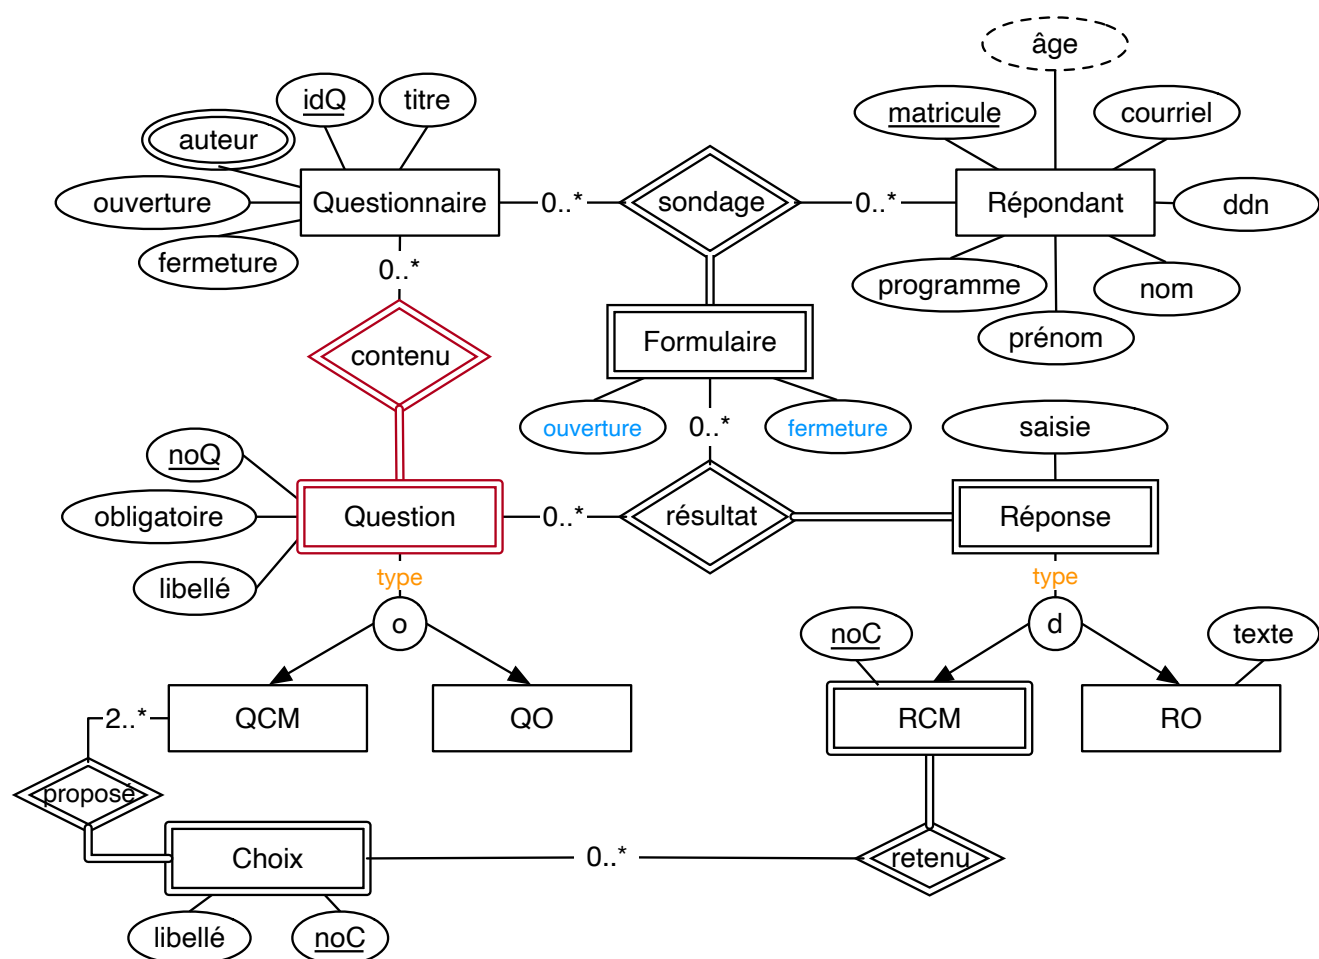 âge
idQ
titre
matricule
courriel
auteur
ouverture
Questionnaire
0..*
sondage
0..*
Répondant
ddn
fermeture
0..*
programme
nom
prénom
contenu
Formulaire
ouverture
0..*
fermeture
saisie
noQ
obligatoire
Question
0..*
résultat
Réponse
libellé
type
type
o
noC
d
texte
2..*
QCM
QO
RCM
RO
proposé
Choix
0..*
retenu
libellé
noC